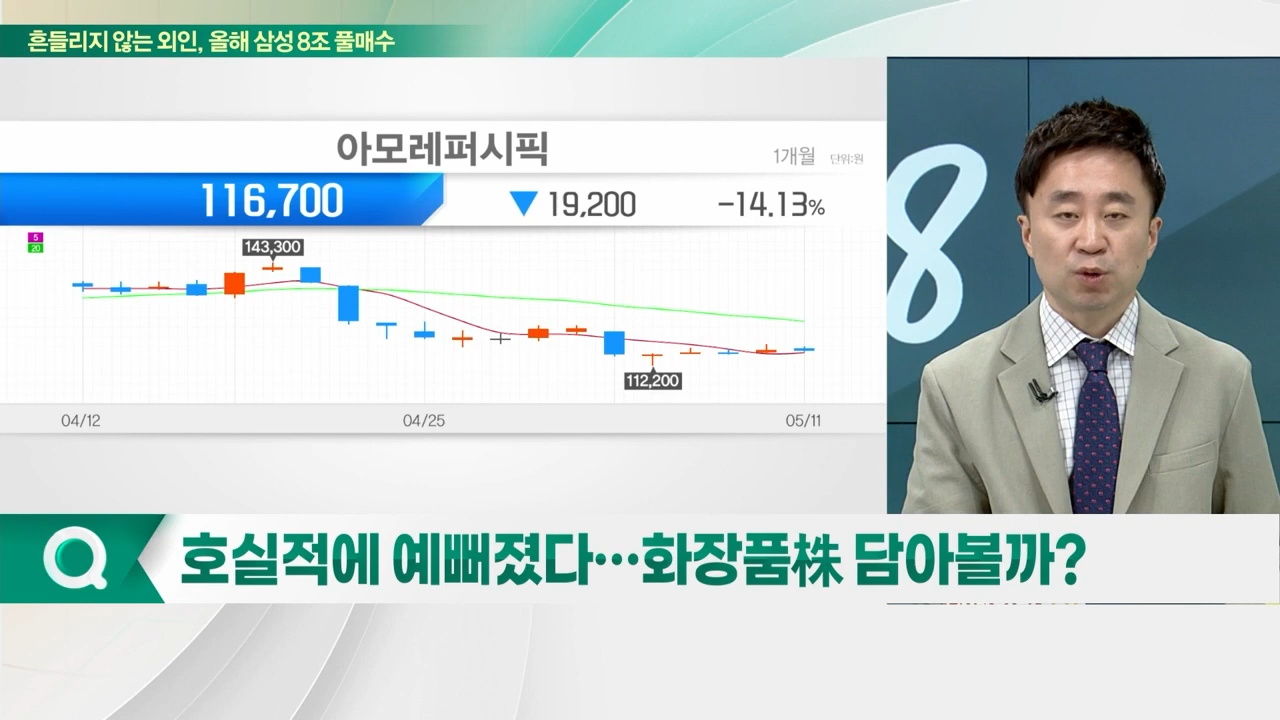 흔들리지 않는 외인, 올해 삼성 8조 풀매수
아모레퍼시픽
1개월 단위:원
116,700 ▼ 19,200 -14.13%
5
20
143,300
112,200
04/12 04/25 05/11
8
Q 호실적에 예뻐졌다…화장품株 담아볼까?